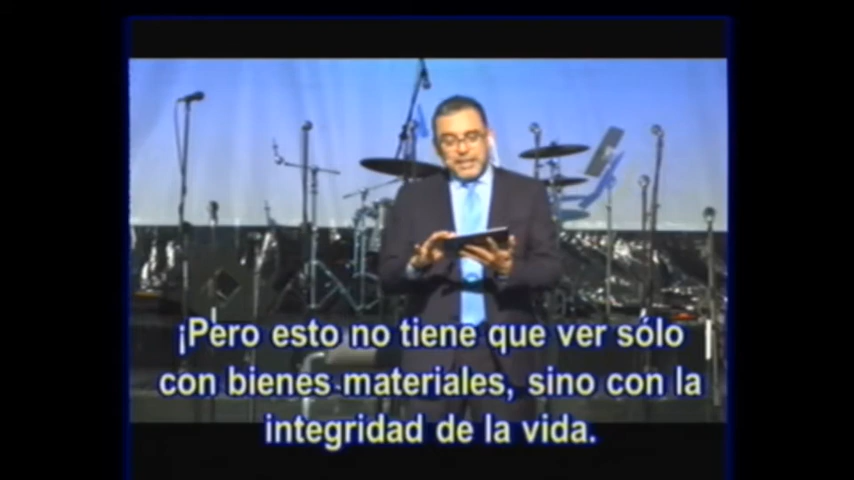 ¡Pero esto no tiene que ver sólo
con bienes materiales, sino con la
integridad de la vida.